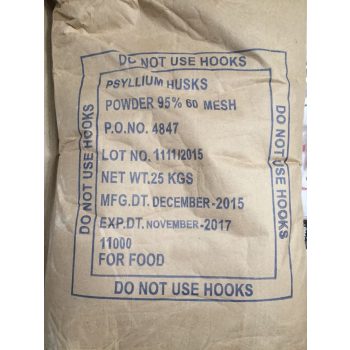 DO NOT USE HOOKS
PSYLLIUM HUSKS
POWDER 95% 60 MESH
P.O.NO. 4847
LOT NO. 1111/2015
NET WT.25 KGS
MFG.DT. DECEMBER-2015
EXP.DT. NOVEMBER-2017
11000
FOR FOOD
DO NOT USE HOOKS
DO NOT USE HOOKS
DO NOT USE HOOKS